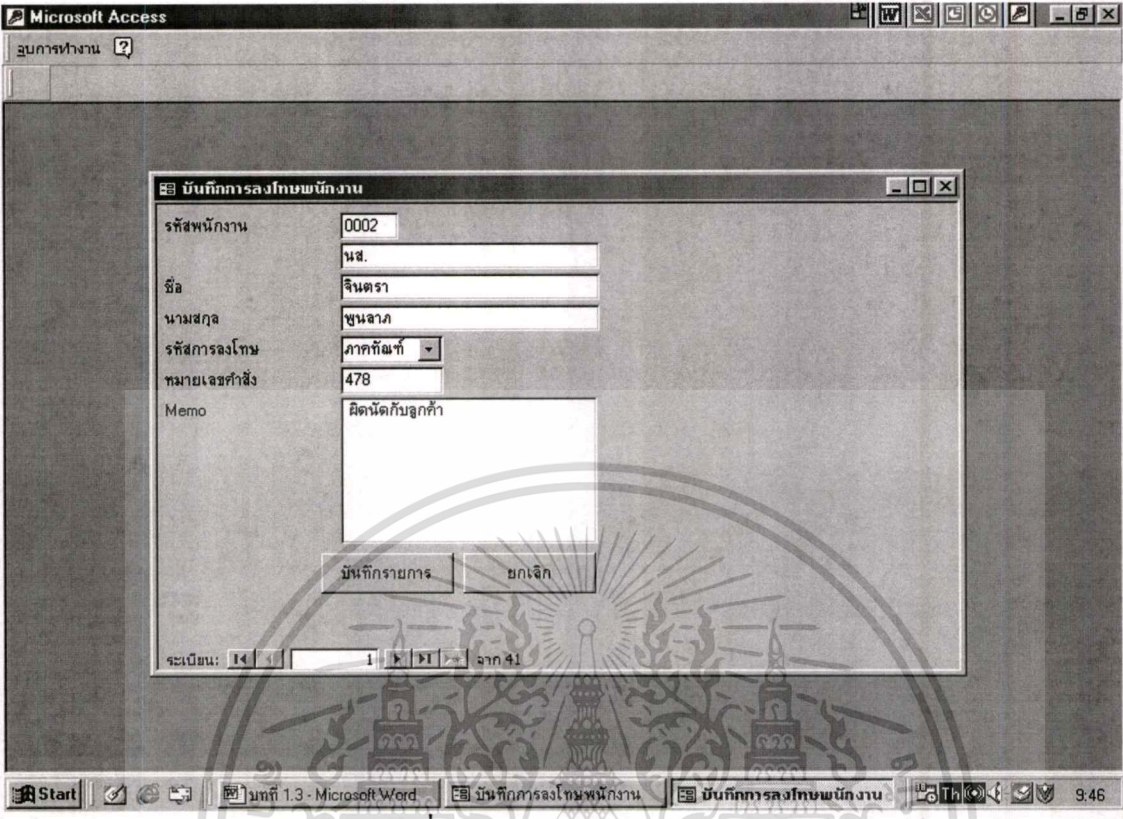 Microsoft Access
จบการทำงาน
บันทึกการลงโทษพนักงาน
รหัสพนักงาน 0002
นส.
ชื่อ จินตรา
นามสกุล พูนลาภ
รหัสการลงโทษ ภาคทัณฑ์
หมายเลขคำสั่ง 478
Memo ผิดนัดกับลูกค้า
บันทึกรายการ ยกเลิก
ระเบียน: 1 จาก 41
Start บทที่ 1.3 - Microsoft Word บันทึกการลงโทษพนักงาน บันทึกการลงโทษพนักงาน Th 9:46